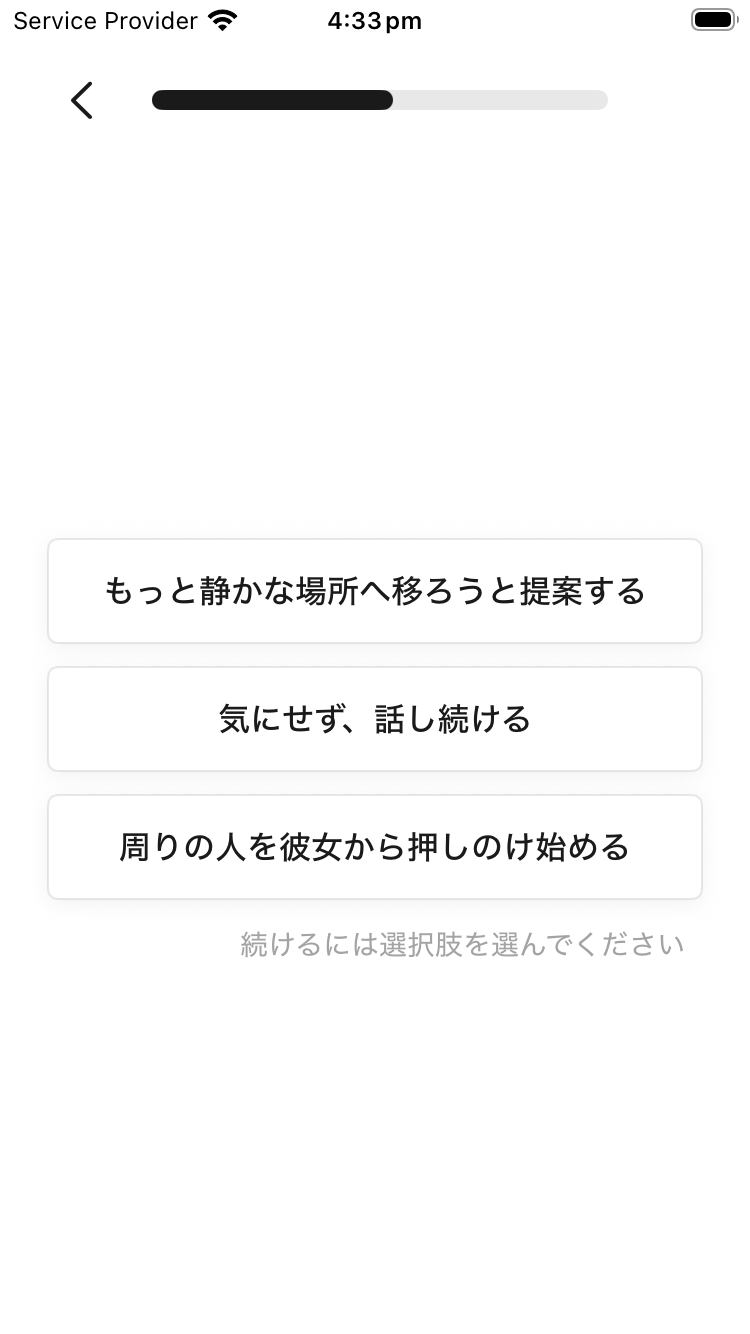 Service Provider 4:33pm
もっと静かな場所へ移ろうと提案する
気にせず、話し続ける
周りの人を彼女から押しのけ始める
続けるには選択肢を選んでください